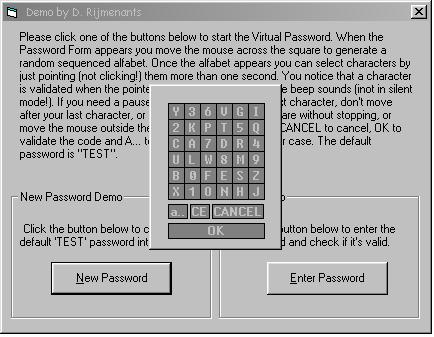 Demo by D. Rijmenants
Please click one of the buttons below to start the Virtual Password. When the
Password Form appears you move the mouse across the square to generate a
random sequenced alfabet. Once the alfabet appears you can select characters by
just pointing (not clicking!) them more than one second. You notice that a character
is validated when the pointe e beep sounds (inot in silent
mode!). If you need a pause ct character, don't move
after your last character, or are without stopping, or
move the mouse outside the CANCEL to cancel, OK to
validate the code and A... to r case. The default
password is "TEST".
Y 3 6 V G I
2 K P T 5 Q
C A 7 D R 4
U L W 8 M 9
B 0 F E S Z
X 1 O N H J
a.. CE CANCEL
OK
New Password Demo
Click the button below to c
default 'TEST' password int
New Password
o
button below to enter the
d and check if it's valid.
Enter Password